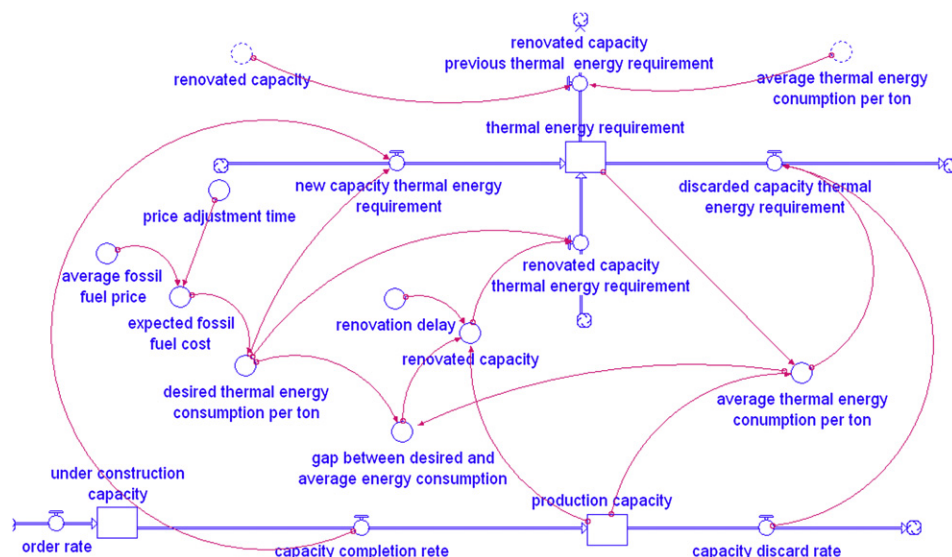 renovated capacity
previous thermal energy requirement
renovated capacity
average thermal energy
conumption per ton
thermal energy requirement
new capacity thermal energy
requirement
discarded capacity thermal
energy requirement
price adjustment time
average fossil
fuel price
renovated capacity
thermal energy requirement
expected fossil
fuel cost
renovation delay
renovated capacity
desired thermal energy
consumption per ton
average thermal energy
conumption per ton
gap between desired and
average energy consumption
under construction
capacity
production capacity
order rate
capacity completion rete
capacity discard rate